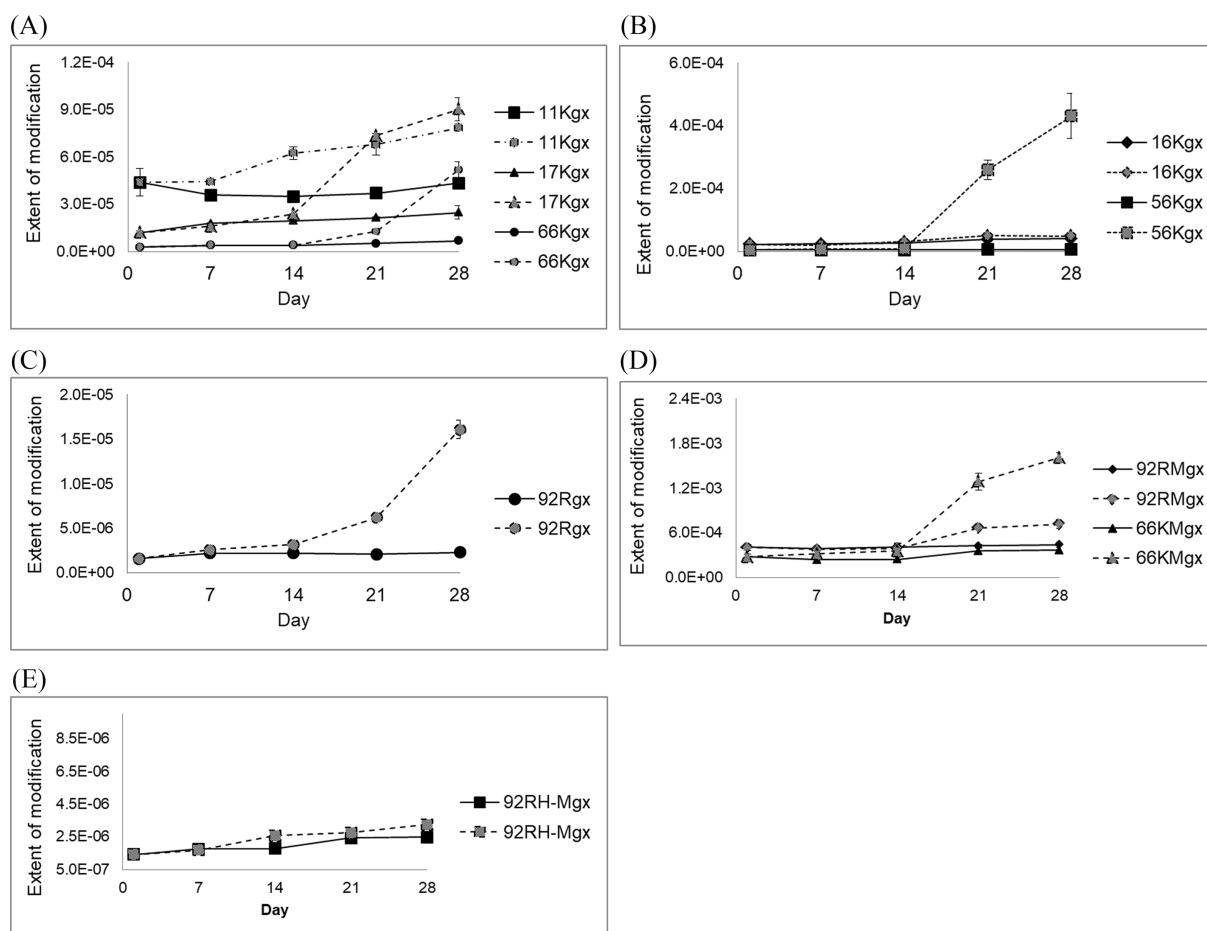 (A)
Extent of modification
1.2E-04
9.0E-05
6.0E-05
3.0E-05
0.0E+00
0 7 14 21 28
Day
11Kgx
11Kgx
17Kgx
17Kgx
66Kgx
66Kgx
(B)
Extent of modification
6.0E-04
4.0E-04
2.0E-04
0.0E+00
0 7 14 21 28
Day
16Kgx
16Kgx
56Kgx
56Kgx
(C)
Extent of modification
2.0E-05
1.5E-05
1.0E-05
5.0E-06
0.0E+00
0 7 14 21 28
Day
92Rgx
92Rgx
(D)
Extent of modification
2.4E-03
1.8E-03
1.2E-03
6.0E-04
0.0E+00
0 7 14 21 28
Day
92RMgx
92RMgx
66KMgx
66KMgx
(E)
Extent of modification
8.5E-06
6.5E-06
4.5E-06
2.5E-06
5.0E-07
0 7 14 21 28
Day
92RH-Mgx
92RH-Mgx